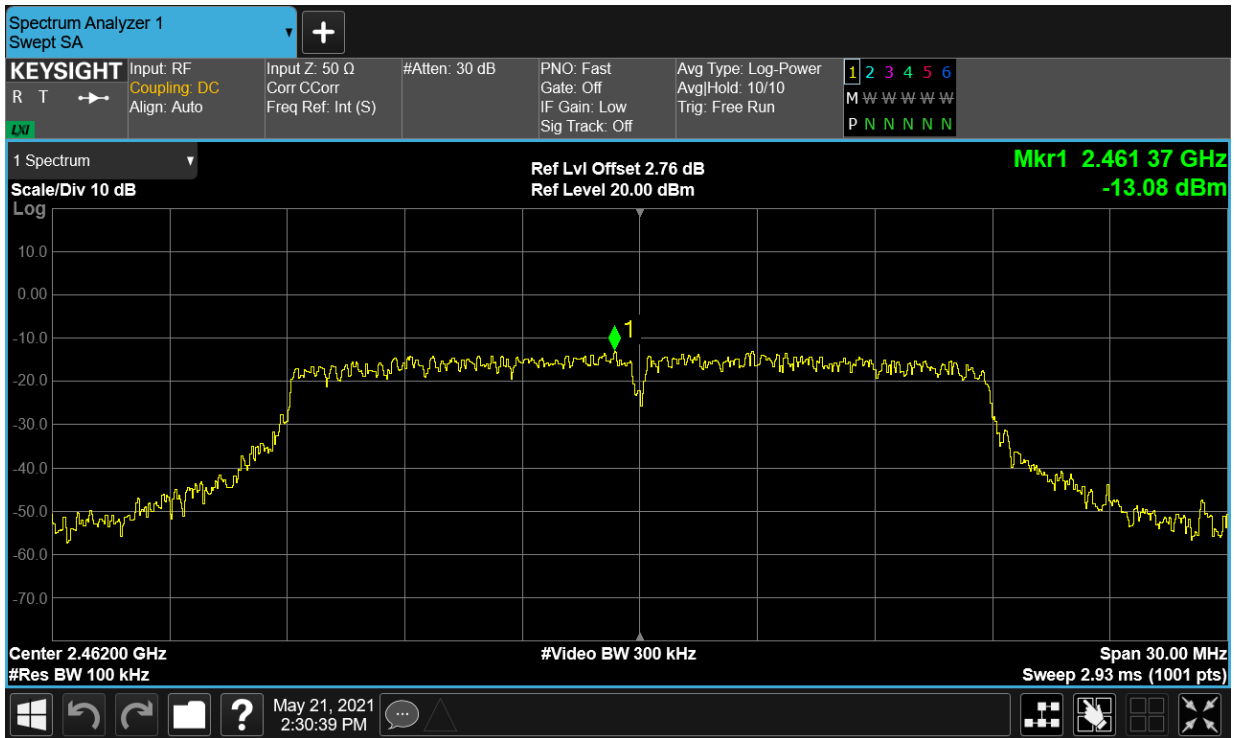 Spectrum Analyzer 1
Swept SA
KEYSIGHT
R T
LXI
Input: RF
Coupling: DC
Align: Auto
Input Z: 50 Ω
Corr CCorr
Freq Ref: Int (S)
#Atten: 30 dB
PNO: Fast
Gate: Off
IF Gain: Low
Sig Track: Off
Avg Type: Log-Power
Avg|Hold: 10/10
Trig: Free Run
1 2 3 4 5 6
M W W W W W
P N N N N N
1 Spectrum
Scale/Div 10 dB
Log
Ref Lvl Offset 2.76 dB
Ref Level 20.00 dBm
Mkr1 2.461 37 GHz
-13.08 dBm
10.0
0.00
-10.0
-20.0
-30.0
-40.0
-50.0
-60.0
-70.0
1
Center 2.46200 GHz
#Res BW 100 kHz
#Video BW 300 kHz
Span 30.00 MHz
Sweep 2.93 ms (1001 pts)
?
May 21, 2021
2:30:39 PM